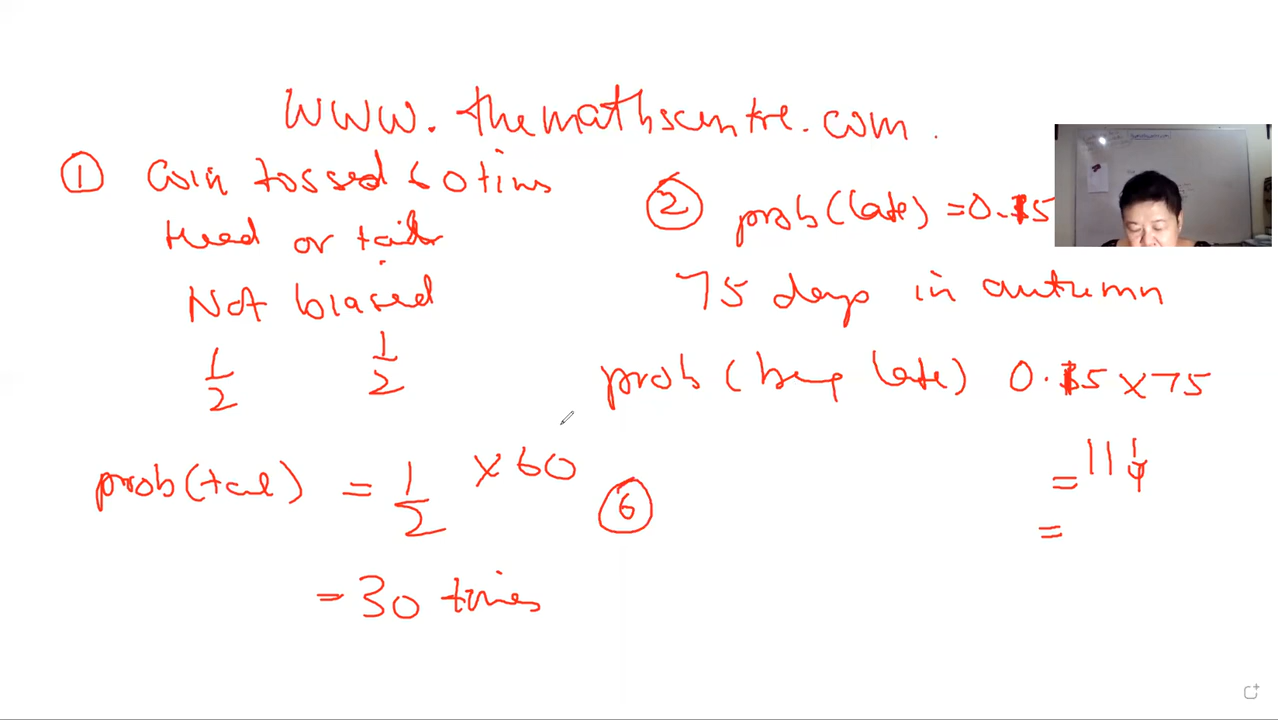 www.themathscentre.com.
① Coin tossed 60 times
Head or tail
Not biased
1/2 1/2
prob(tail) = 1/2 × 60
= 30 times
② prob(late) = 0.15
75 days in autumn
prob(being late) 0.15 × 75
= 11 1/4
=
⑥